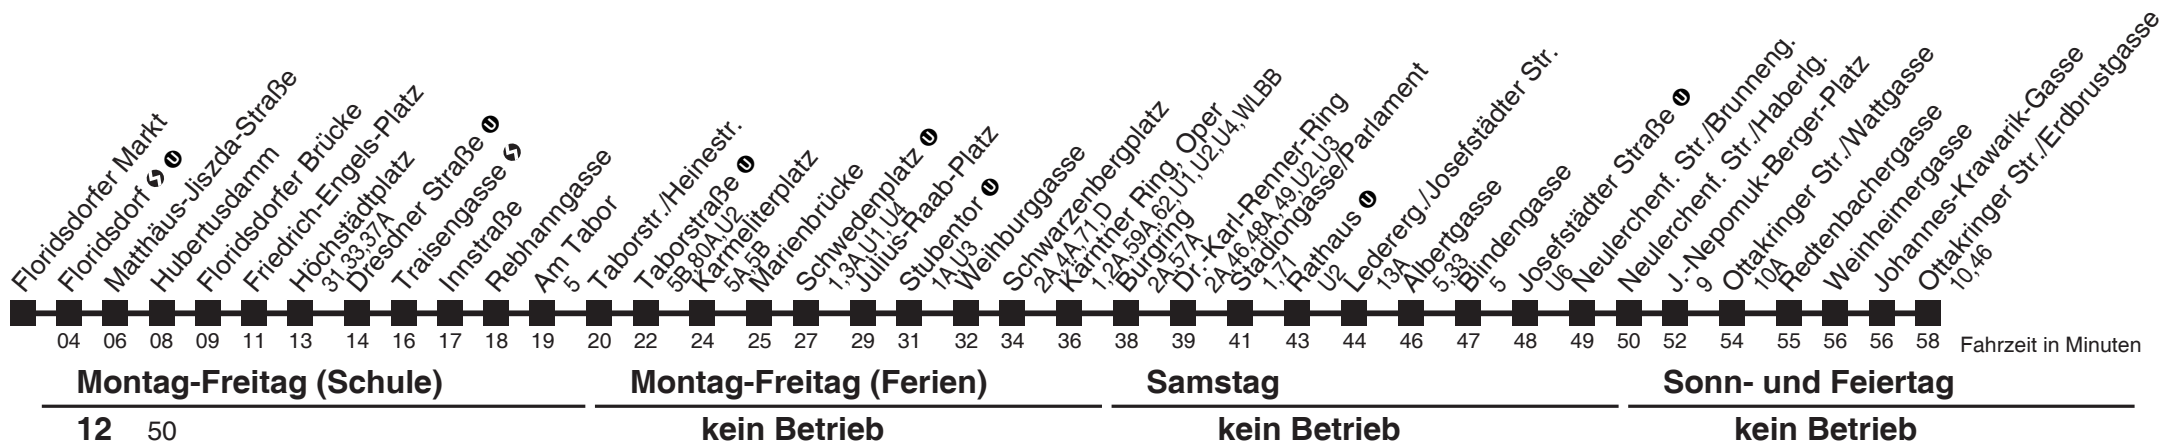 Floridsdorfer Markt
Floridsdorf S U
Matthäus-Jiszda-Straße
Hubertusdamm
Floridsdorfer Brücke
Friedrich-Engels-Platz
Höchstädtplatz
31,33,37A
Dresdner Straße U
Traisengasse S
Innstraße
Rebhanngasse
Am Tabor
5
Taborstr./Heinestr.
Taborstraße U
5B,80A,U2
Karmeliterplatz
5A,5B
Marienbrücke
Schwedenplatz U
1,3A,U1,U4
Julius-Raab-Platz
Stubentor U
1A,U3
Weihburggasse
Schwarzenbergplatz
2A,4A,71,D
Kärntner Ring, Oper
1,2A,59A,62,U1,U2,U4,WLBB
Burgring
2A,57A
Dr.-Karl-Renner-Ring
2A,46,48A,49,U2,U3
Stadiongasse/Parlament
1,71
Rathaus U
U2
Ledererg./Josefstädter Str.
13A
Albertgasse
5,33
Blindengasse
5
Josefstädter Straße U
U6
Neulerchenf. Str./Brunneng.
Neulerchenf. Str./Haberlg.
J.-Nepomuk-Berger-Platz
9
Ottakringer Str./Wattgasse
10A
Redtenbachergasse
Weinheimergasse
Johannes-Krawarik-Gasse
Ottakringer Str./Erdbrustgasse
10,46
04 06 08 09 11 13 14 16 17 18 19 20 22 24 25 27 29 31 32 34 36 38 39 41 43 44 46 47 48 49 50 52 54 55 56 56 58 Fahrzeit in Minuten
Montag-Freitag (Schule) Montag-Freitag (Ferien) Samstag Sonn- und Feiertag
12 50 kein Betrieb kein Betrieb kein Betrieb